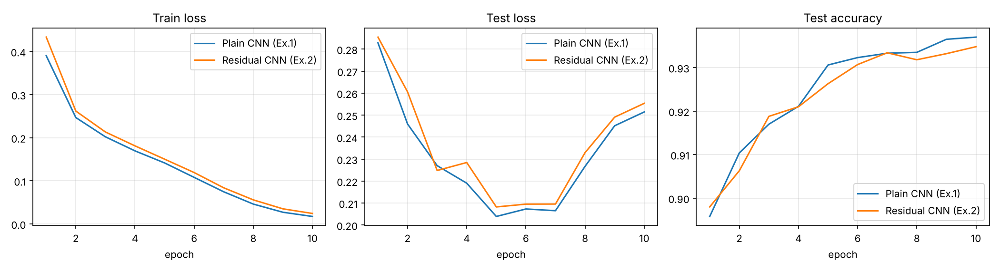 Train loss
Plain CNN (Ex.1)
Residual CNN (Ex.2)
0.4
0.3
0.2
0.1
0.0
2 4 6 8 10
epoch
Test loss
Plain CNN (Ex.1)
Residual CNN (Ex.2)
0.28
0.27
0.26
0.25
0.24
0.23
0.22
0.21
0.20
2 4 6 8 10
epoch
Test accuracy
0.93
0.92
0.91
0.90
Plain CNN (Ex.1)
Residual CNN (Ex.2)
2 4 6 8 10
epoch